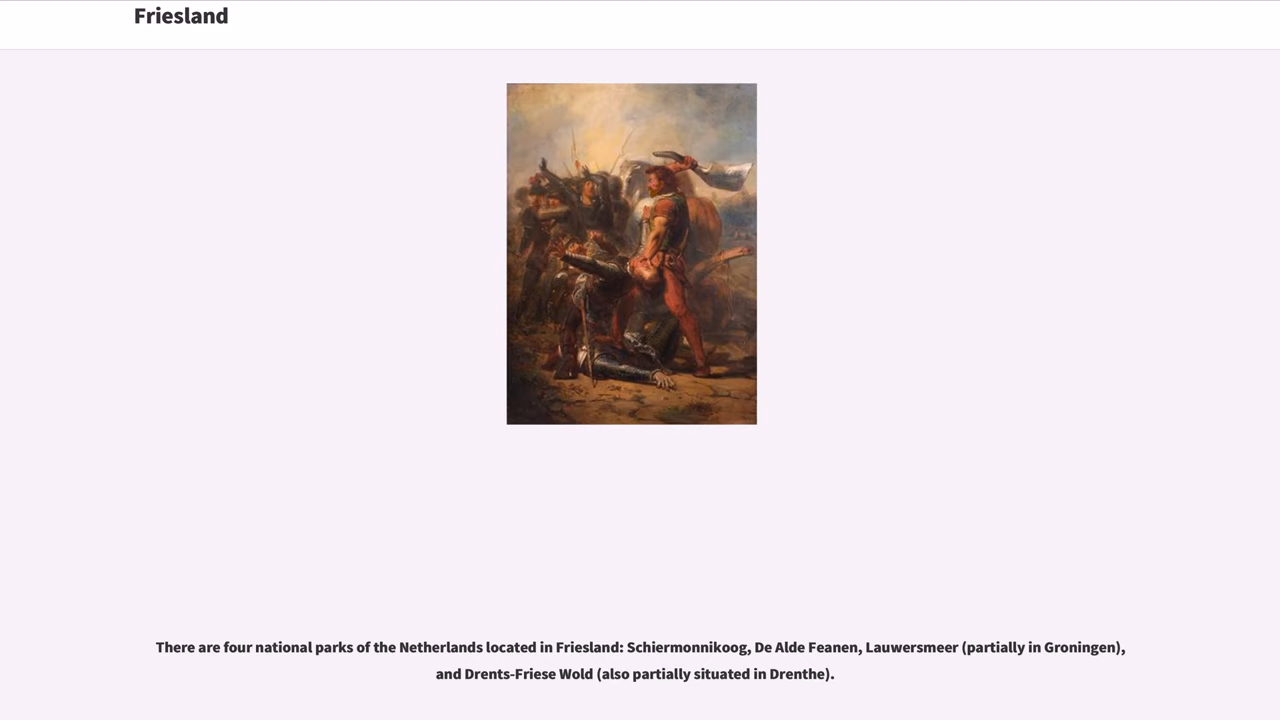 Friesland
There are four national parks of the Netherlands located in Friesland: Schiermonnikoog, De Alde Feanen, Lauwersmeer (partially in Groningen),
and Drents-Friese Wold (also partially situated in Drenthe).